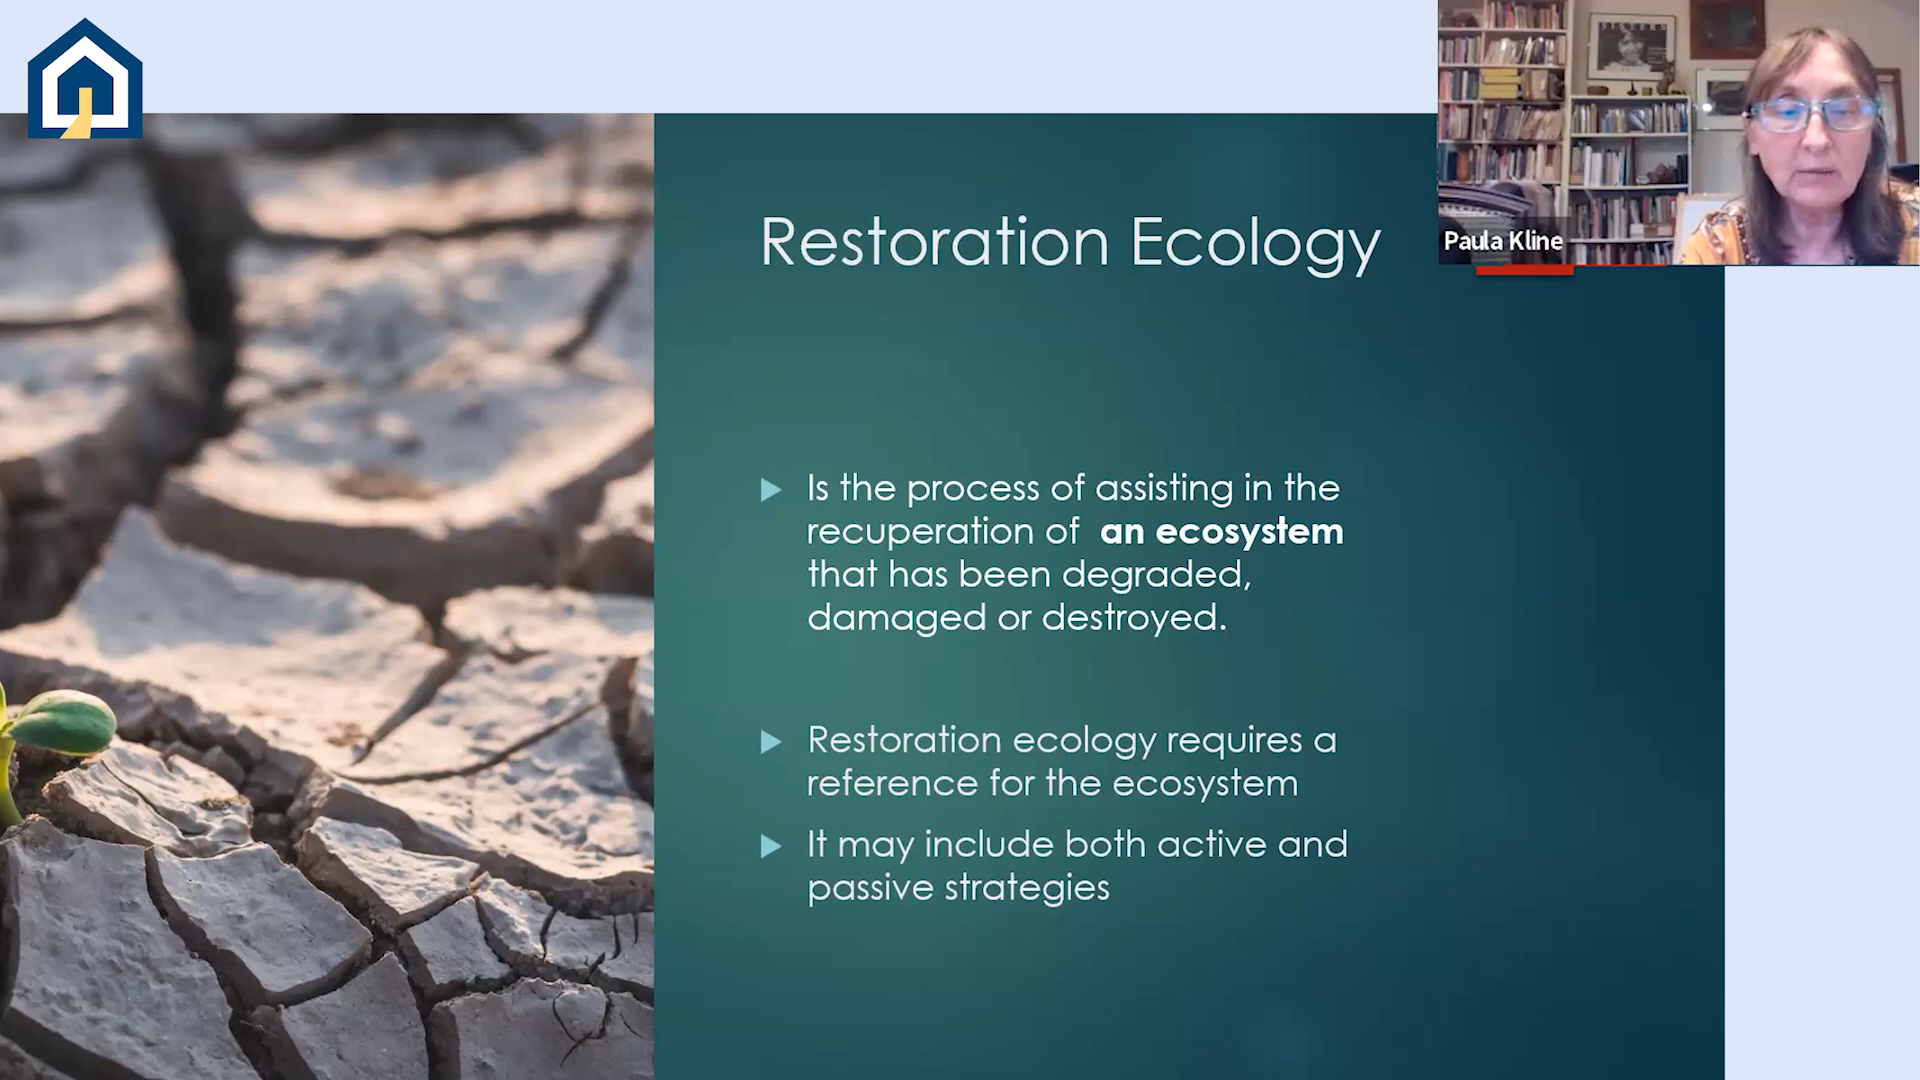 Restoration Ecology
Paula Kline
Is the process of assisting in the
recuperation of an ecosystem
that has been degraded,
damaged or destroyed.
Restoration ecology requires a
reference for the ecosystem
It may include both active and
passive strategies